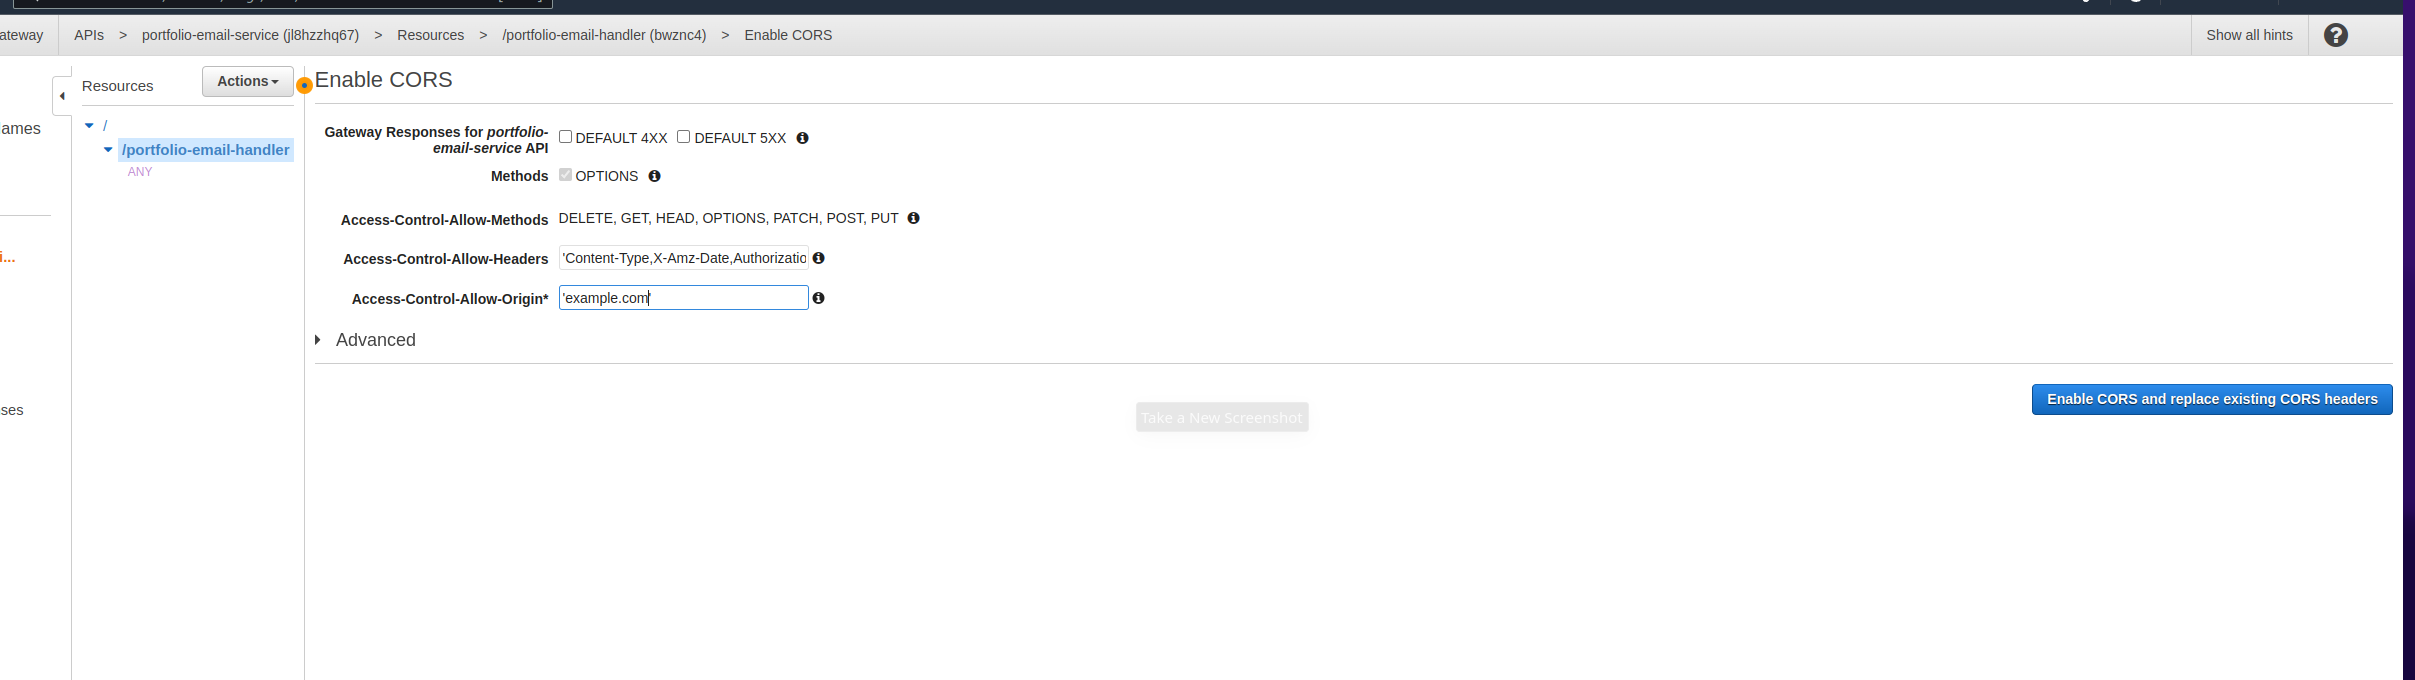 ateway
APIs > portfolio-email-service (jl8hzzhq67) > Resources > /portfolio-email-handler (bwznc4) > Enable CORS
Show all hints
Resources
Actions
Enable CORS
ames
/
/portfolio-email-handler
ANY
i...
ses
Gateway Responses for portfolio-
email-service API
DEFAULT 4XX DEFAULT 5XX
Methods OPTIONS
Access-Control-Allow-Methods DELETE, GET, HEAD, OPTIONS, PATCH, POST, PUT
Access-Control-Allow-Headers 'Content-Type,X-Amz-Date,Authorizatio
Access-Control-Allow-Origin* 'example.com'
Advanced
Take a New Screenshot
Enable CORS and replace existing CORS headers